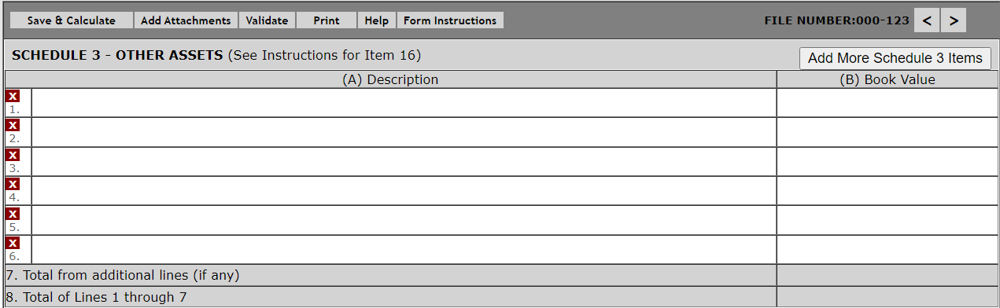 Save & Calculate Add Attachments Validate Print Help Form Instructions FILE NUMBER:000-123 < >
SCHEDULE 3 - OTHER ASSETS (See Instructions for Item 16) Add More Schedule 3 Items
(A) Description (B) Book Value
X
1.
X
2.
X
3.
X
4.
X
5.
X
6.
7. Total from additional lines (if any)
8. Total of Lines 1 through 7